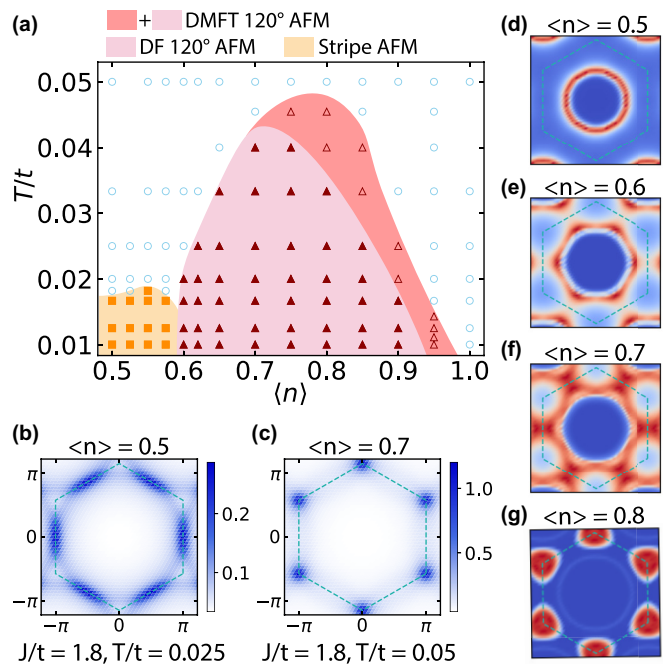 (a)
+ DMFT 120° AFM
DF 120° AFM Stripe AFM
T/t
0.05
0.04
0.03
0.02
0.01
0.5 0.6 0.7 0.8 0.9 1.0
⟨n⟩
(b) <n> = 0.5
π
0
−π
−π 0 π
0.2
0.1
J/t = 1.8, T/t = 0.025
(c) <n> = 0.7
π
0
−π
−π 0 π
1.0
0.5
J/t = 1.8, T/t = 0.05
(d) <n> = 0.5
(e) <n> = 0.6
(f) <n> = 0.7
(g) <n> = 0.8